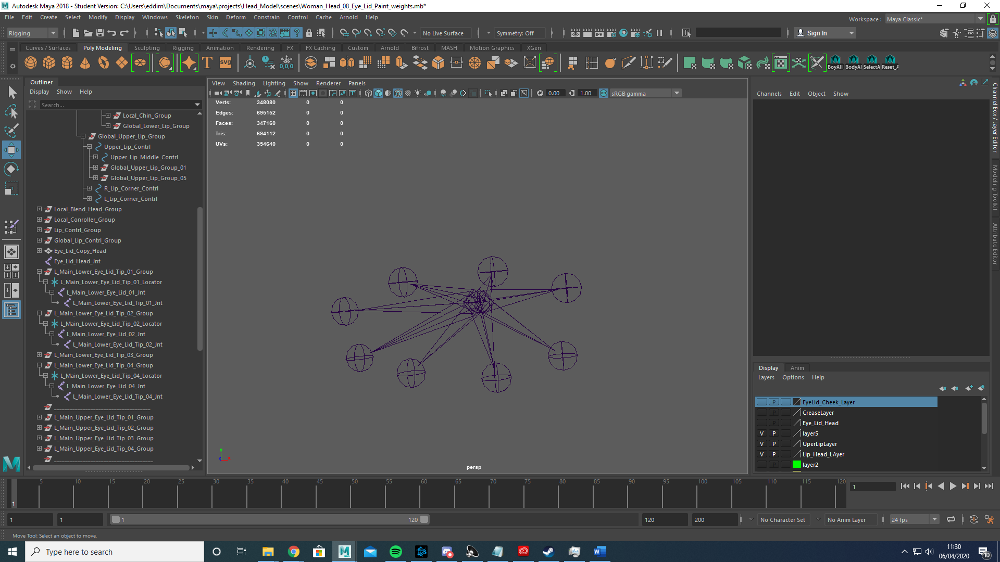 Autodesk Maya 2018 - Student Version: C:\Users\eddim\Documents\maya\projects\Head_Model\scenes\Woman_Head_08_Eye_Lid_Paint_weights.mb*
File Edit Create Select Modify Display Windows Skeleton Skin Deform Constrain Control Cache Arnold Help
Workspace : Maya Classic*
Rigging
No Live Surface
Symmetry: Off
Sign In
Curves / Surfaces Poly Modeling Sculpting Rigging Animation Rendering FX FX Caching Custom Arnold Bifrost MASH Motion Graphics XGen
T svg 0,0,0 IPR
BoyAll BodyAl SelectA Reset_A
Outliner
Display Show Help
Search...
Local_Chin_Group
Global_Lower_Lip_Group
Global_Upper_Lip_Group
Upper_Lip_Contrl
Upper_Lip_Middle_Contrl
Global_Upper_Lip_Group_01
Global_Upper_Lip_Group_05
R_Lip_Corner_Contrl
L_Lip_Corner_Contrl
Local_Blend_Head_Group
Local_Conroller_Group
Lip_Contrl_Group
Global_Lip_Contrl_Group
Eye_Lid_Copy_Head
Eye_Lid_Head_Jnt
L_Main_Lower_Eye_Lid_Tip_01_Group
L_Main_Lower_Eye_Lid_Tip_01_Locator
L_Main_Lower_Eye_Lid_01_Jnt
L_Main_Lower_Eye_Lid_Tip_01_Jnt
L_Main_Lower_Eye_Lid_Tip_02_Group
L_Main_Lower_Eye_Lid_Tip_02_Locator
L_Main_Lower_Eye_Lid_02_Jnt
L_Main_Lower_Eye_Lid_Tip_02_Jnt
L_Main_Lower_Eye_Lid_Tip_03_Group
L_Main_Lower_Eye_Lid_Tip_04_Group
L_Main_Lower_Eye_Lid_Tip_04_Locator
L_Main_Lower_Eye_Lid_04_Jnt
L_Main_Lower_Eye_Lid_Tip_04_Jnt
L_Main_Upper_Eye_Lid_Tip_01_Group
L_Main_Upper_Eye_Lid_Tip_02_Group
L_Main_Upper_Eye_Lid_Tip_03_Group
L_Main_Upper_Eye_Lid_Tip_04_Group
View Shading Lighting Show Renderer Panels
0.00 1.00 sRGB gamma
Verts: 348080 0 0
Edges: 695152 0 0
Faces: 347160 0 0
Tris: 694112 0 0
UVs: 354640 0 0
y
x
persp
Channels Edit Object Show
Channel Box / Layer Editor
Modeling Toolkit
Attribute Editor
Display Anim
Layers Options Help
P EyeLid_Cheek_Layer
P CreaseLayer
P Eye_Lid_Head
V P layer5
V P UperLipLayer
V P Lip_Head_LAyer
P layer2
5 10 15 20 25 30 35 40 45 50 55 60 65 70 75 80 85 90 95 100 105 110 115 120
1
1
1 1 1 120 120 200 No Character Set No Anim Layer 24 fps
Move Tool: Select an object to move.
Type here to search
11:30
06/04/2020
10